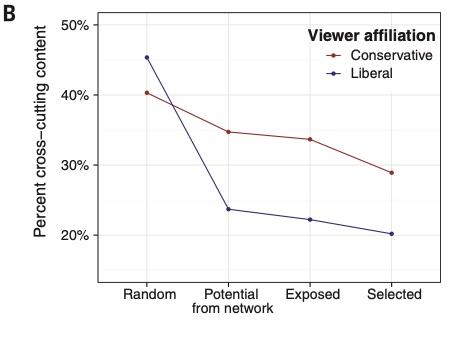 B
Percent cross−cutting content
50%
40%
30%
20%
Viewer affiliation
Conservative
Liberal
Random Potential Exposed Selected
from network